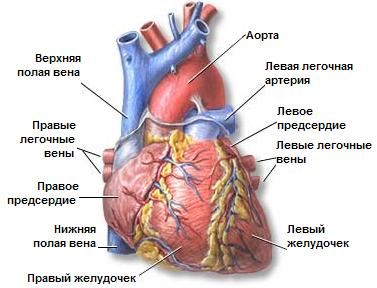 Верхняя
полая вена
Правые
легочные
вены
Правое
предсердие
Нижняя
полая вена
Правый желудочек
Аорта
Левая легочная
артерия
Левое
предсердие
Левые легочные
вены
Левый
желудочек